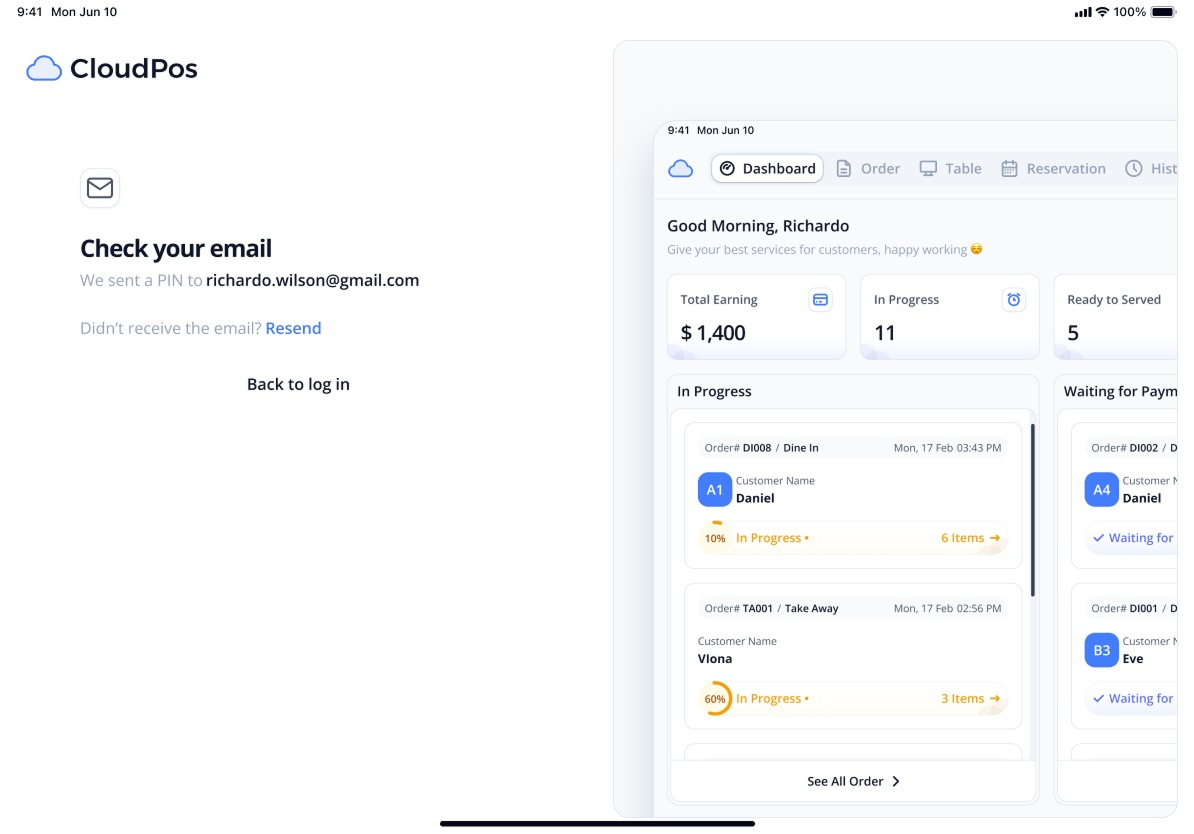 9:41 Mon Jun 10
100%
CloudPos
Check your email
We sent a PIN to richardo.wilson@gmail.com
Didn't receive the email? Resend
Back to log in
9:41 Mon Jun 10
Dashboard Order Table Reservation Hist
Good Morning, Richardo
Give your best services for customers, happy working 😊
Total Earning
$ 1,400
In Progress
11
Ready to Served
5
In Progress
Order# DI008 / Dine In Mon, 17 Feb 03:43 PM
A1
Customer Name
Daniel
10% In Progress • 6 Items →
Order# TA001 / Take Away Mon, 17 Feb 02:56 PM
Customer Name
Vlona
60% In Progress • 3 Items →
See All Order >
Waiting for Paym
Order# DI002 / D
A4
Customer N
Daniel
✓ Waiting for
Order# DI001 / D
B3
Customer N
Eve
✓ Waiting for